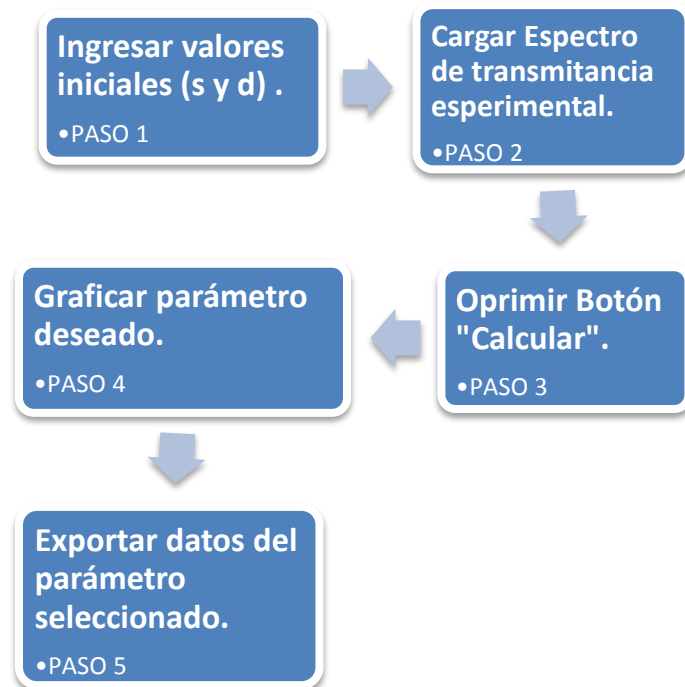 Ingresar valores
iniciales (s y d) .
•PASO 1
Cargar Espectro
de transmitancia
esperimental.
•PASO 2
Oprimir Botón
"Calcular".
•PASO 3
Graficar parámetro
deseado.
•PASO 4
Exportar datos del
parámetro
seleccionado.
•PASO 5